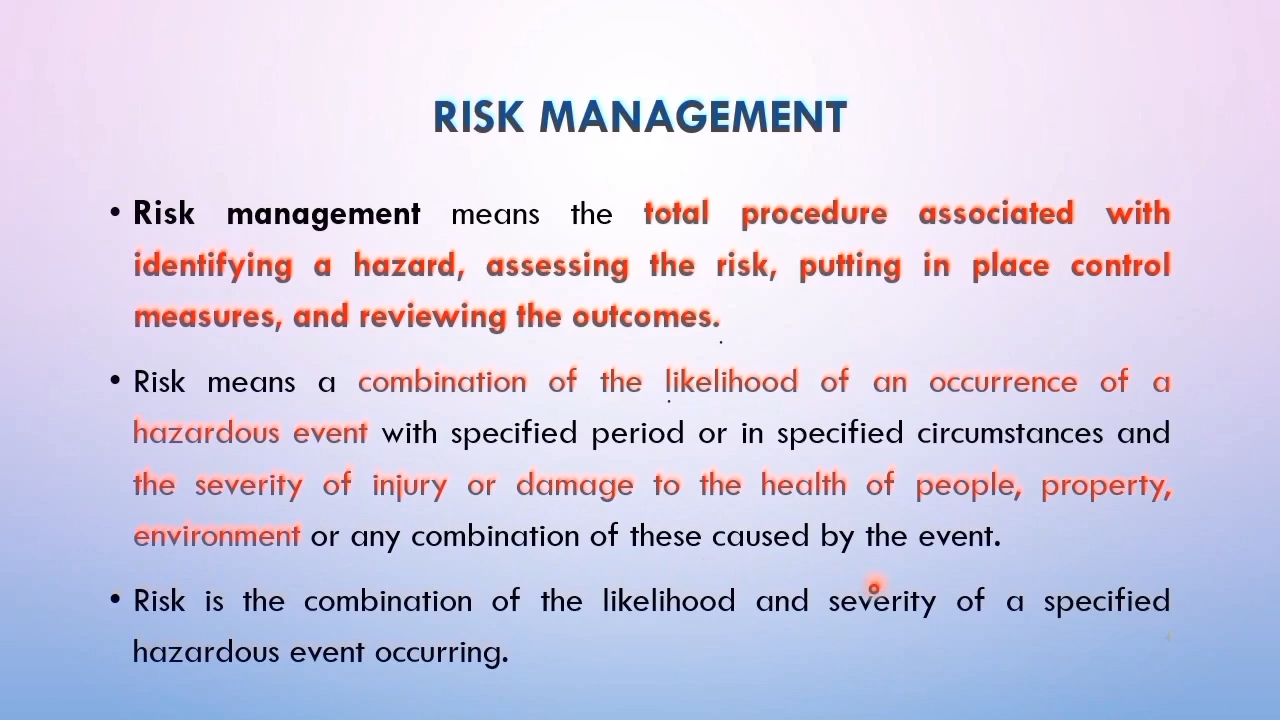 RISK MANAGEMENT
• Risk management means the total procedure associated with
identifying a hazard, assessing the risk, putting in place control
measures, and reviewing the outcomes.
• Risk means a combination of the likelihood of an occurrence of a
hazardous event with specified period or in specified circumstances and
the severity of injury or damage to the health of people, property,
environment or any combination of these caused by the event.
• Risk is the combination of the likelihood and severity of a specified
hazardous event occurring.